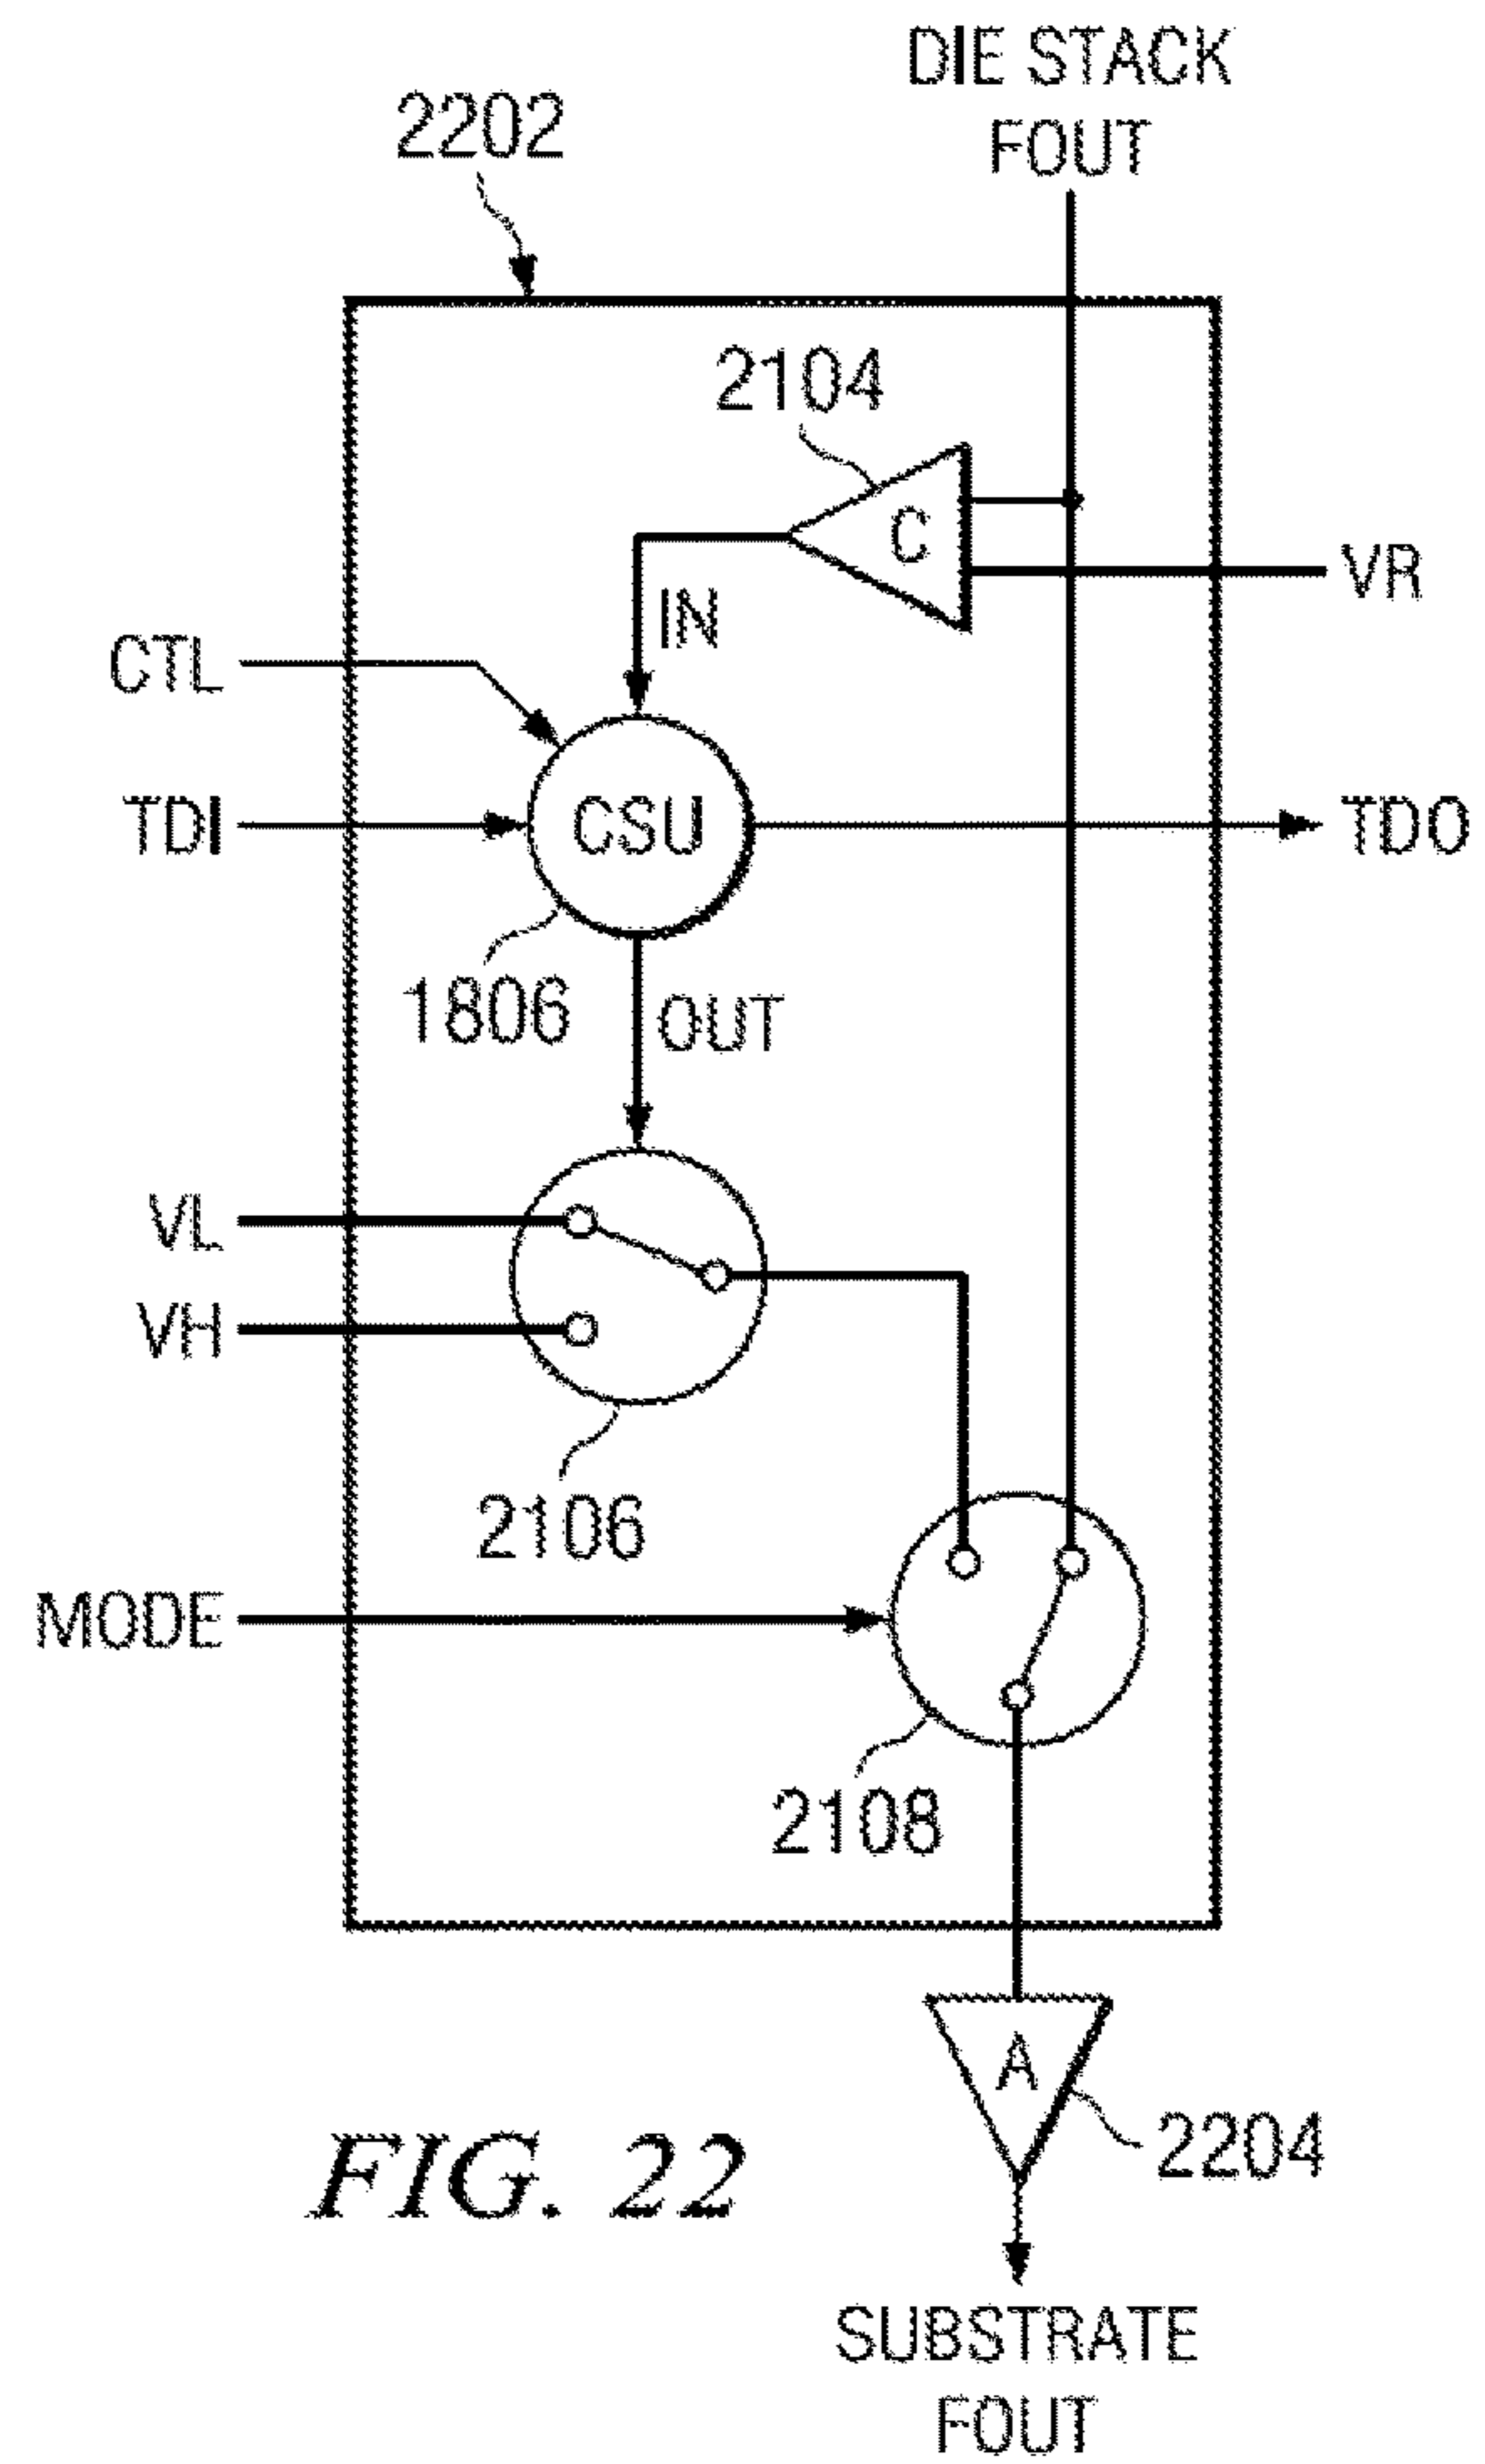 DIE STACK
FOUT
2202
2104
C
VR
IN
CTL
TDI
CSU
TDO
1806
OUT
VL
VH
2106
MODE
2108
A
2204
FIG. 22
SUBSTRATE
FOUT